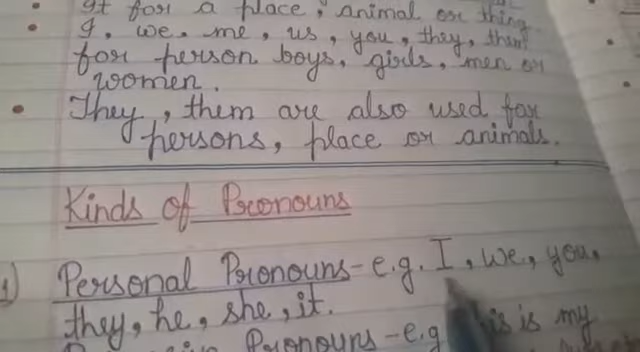 It for a place, animal or thing.
• I, we, me, us, you, they, them
for person boys, girls, men or
women.
• They, them are also used for
persons, place or animals.
Kinds of Pronouns
1) Personal Pronouns - e.g. I, we, you,
they, he, she, it.
Pronouns - e.g. is my